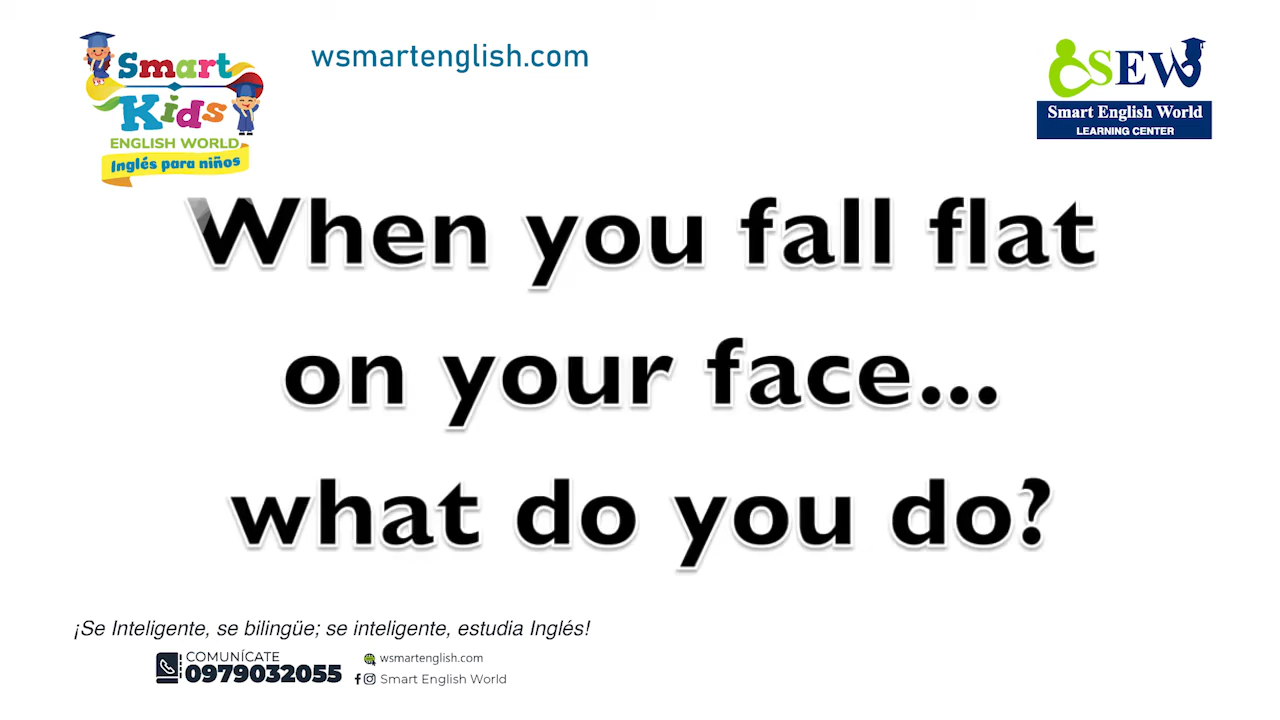 Smart
Kids
ENGLISH WORLD
Inglés para niños
wsmartenglish.com
SEW
Smart English World
LEARNING CENTER
When you fall flat
on your face...
what do you do?
¡Se Inteligente, se bilingüe; se inteligente, estudia Inglés!
COMUNÍCATE
0979032055
wsmartenglish.com
Smart English World